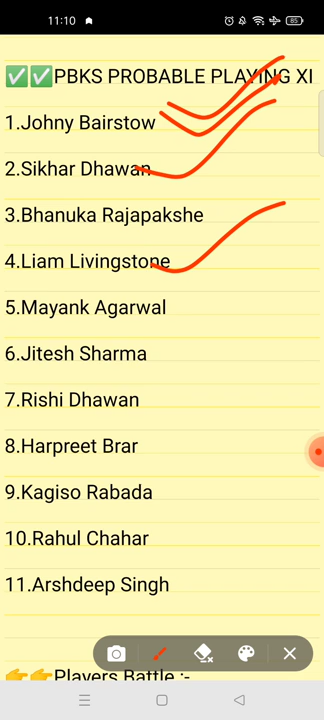 11:10
85
✅✅PBKS PROBABLE PLAYING XI
1.Johny Bairstow
2.Sikhar Dhawan
3.Bhanuka Rajapakshe
4.Liam Livingstone
5.Mayank Agarwal
6.Jitesh Sharma
7.Rishi Dhawan
8.Harpreet Brar
9.Kagiso Rabada
10.Rahul Chahar
11.Arshdeep Singh
👉👉Players Battle :-